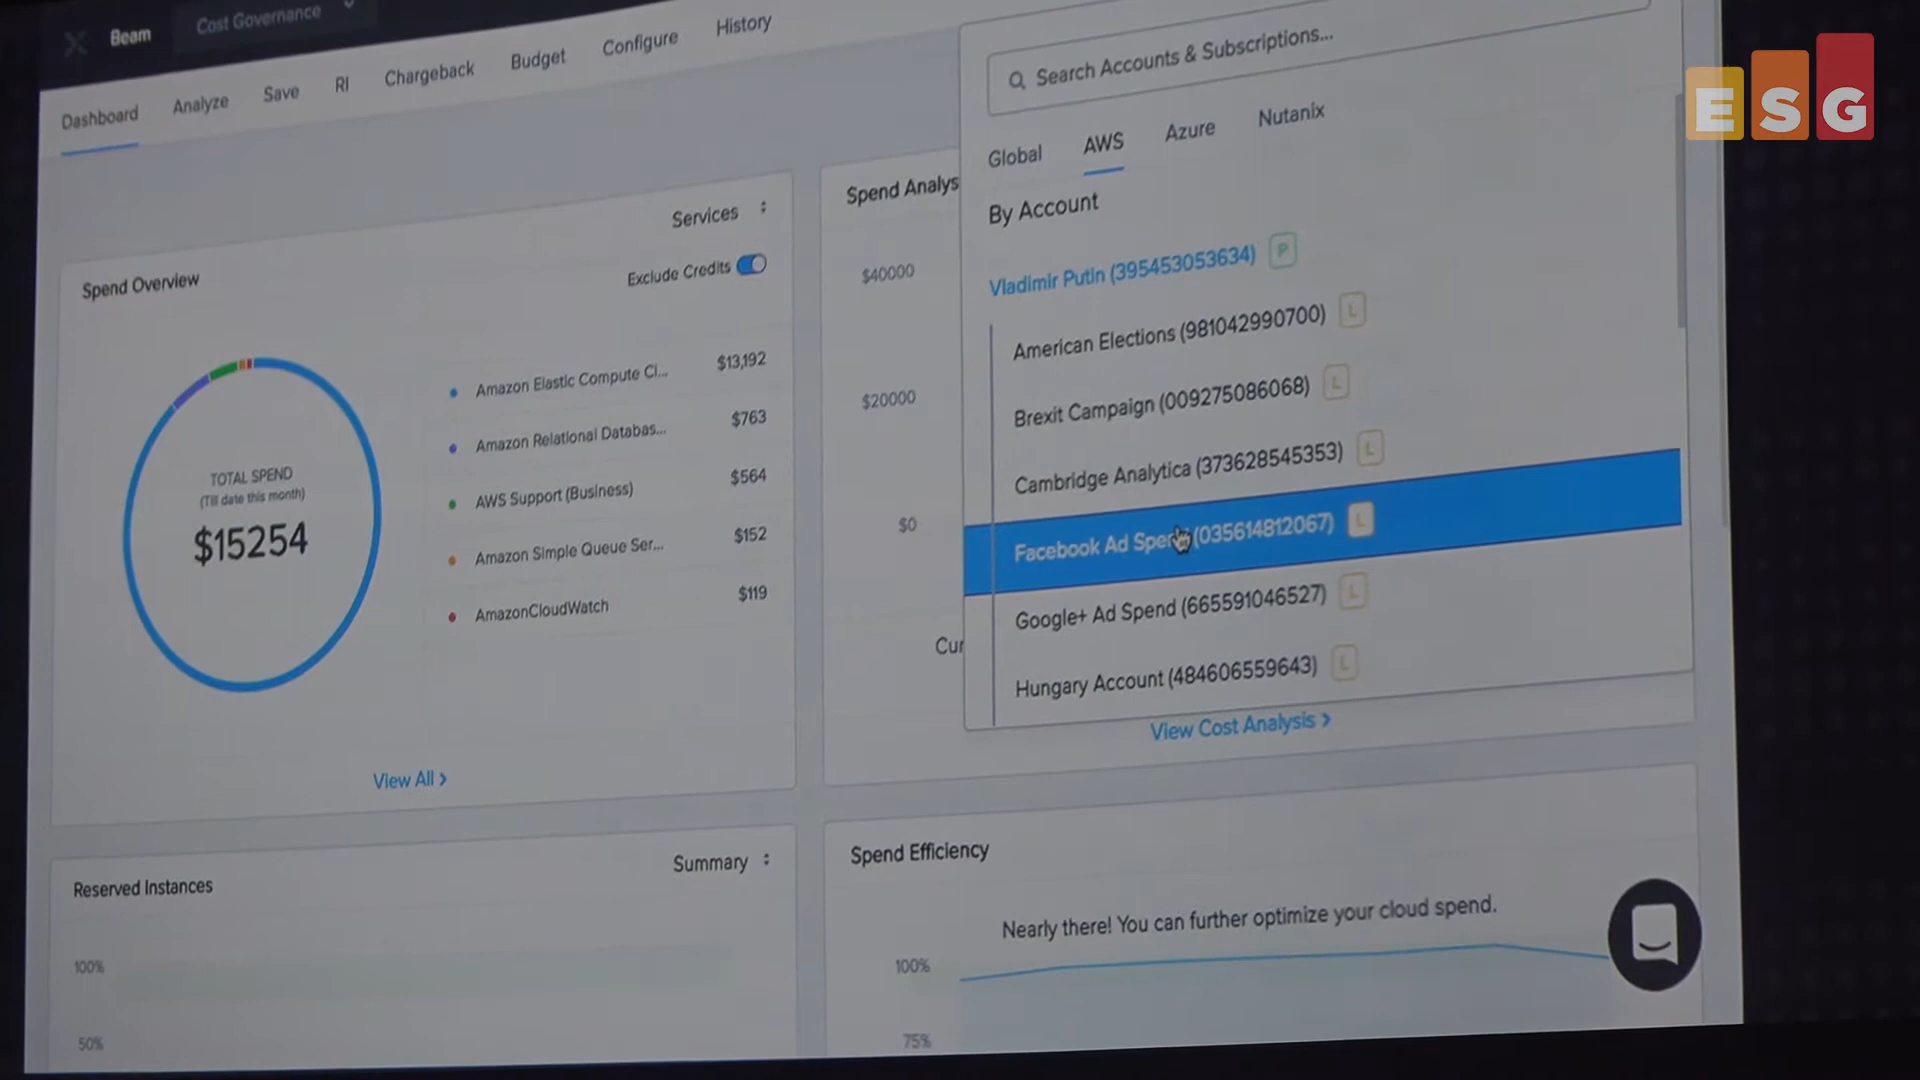 Beam
Cost Governance
Dashboard
Analyze
Save
RI
Chargeback
Budget
Configure
History
Search Accounts & Subscriptions...
Global
AWS
Azure
Nutanix
By Account
Vladimir Putin (395453053634) P
American Elections (981042990700) L
Brexit Campaign (009275086068) L
Cambridge Analytica (373628545353) L
Facebook Ad Spend (035614812067) L
Google+ Ad Spend (665591046527) L
Hungary Account (484606559643) L
Spend Overview
Services
Exclude Credits
TOTAL SPEND
(Till date this month)
$15254
Amazon Elastic Compute Cl... $13,192
Amazon Relational Databas... $763
AWS Support (Business) $564
Amazon Simple Queue Ser... $152
AmazonCloudWatch $119
View All >
Spend Analys
$40000
$20000
$0
Cur
View Cost Analysis >
Reserved Instances
Summary
100%
50%
Spend Efficiency
Nearly there! You can further optimize your cloud spend.
100%
75%
ESG